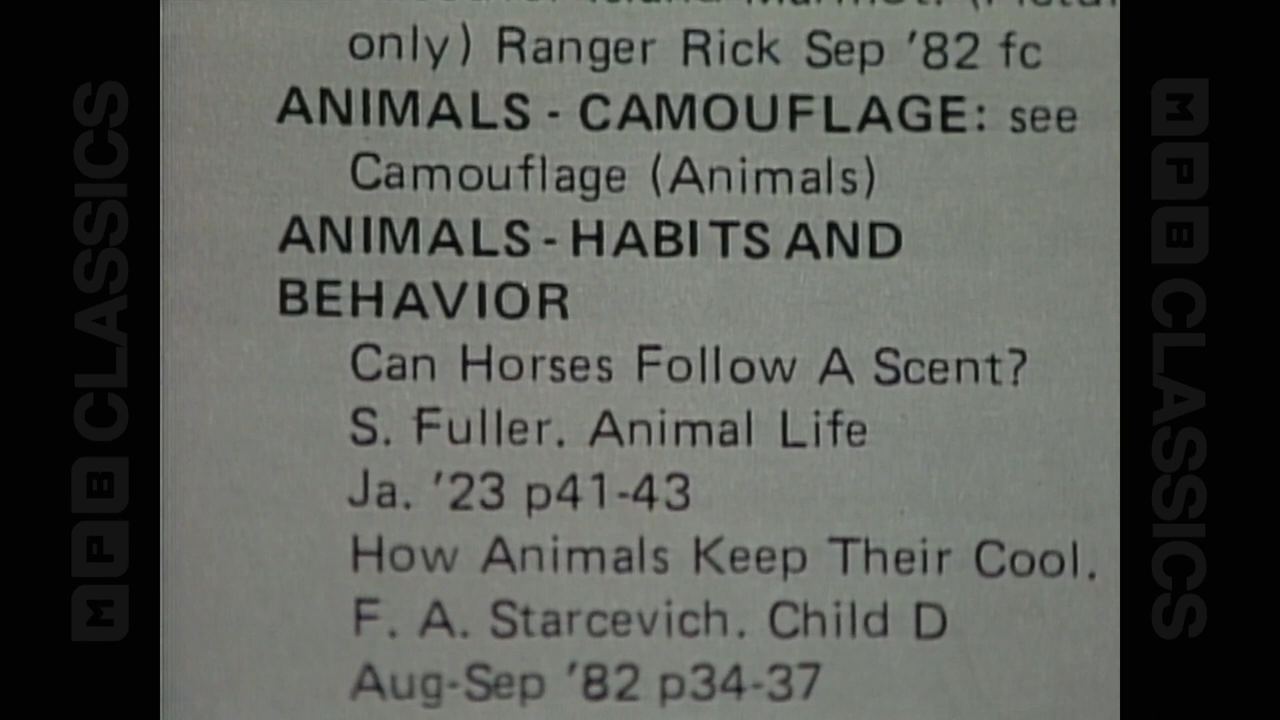 only) Ranger Rick Sep '82 fc
ANIMALS - CAMOUFLAGE: see
Camouflage (Animals)
ANIMALS - HABITS AND
BEHAVIOR
Can Horses Follow A Scent?
S. Fuller. Animal Life
Ja. '23 p41-43
How Animals Keep Their Cool.
F. A. Starcevich. Child D
Aug-Sep '82 p34-37
MPB CLASSICS
MPB CLASSICS